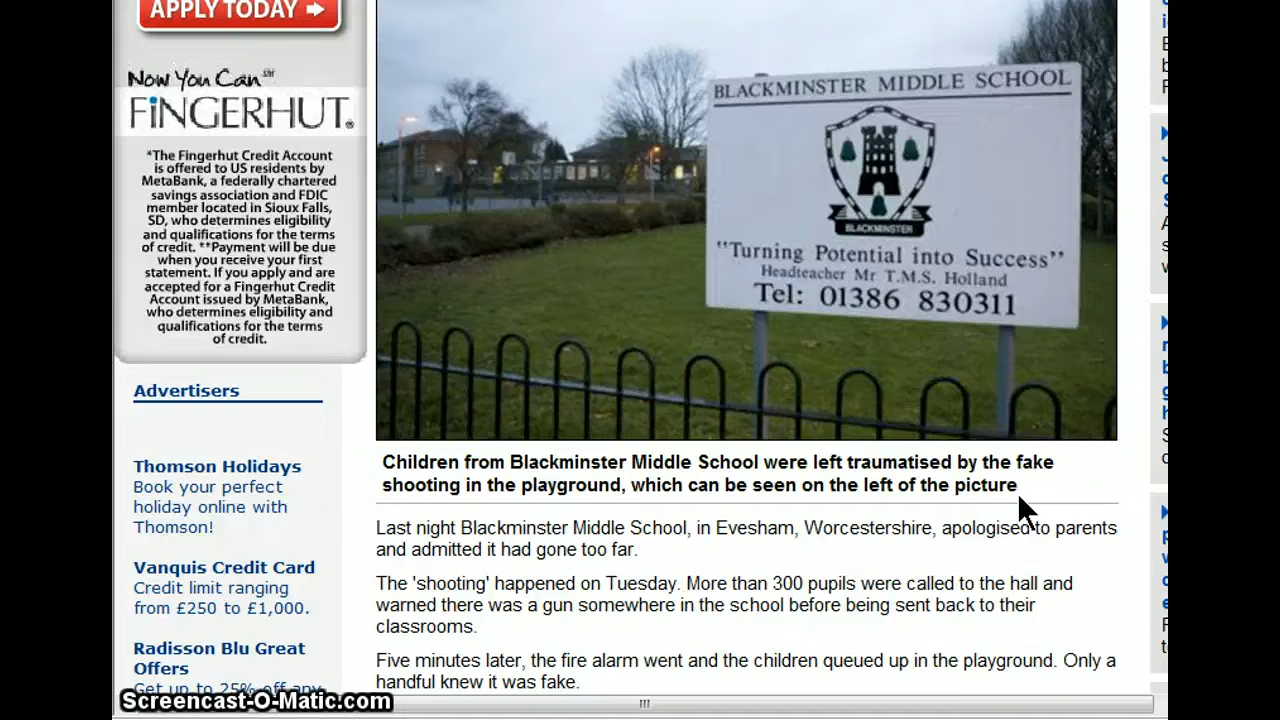 APPLY TODAY
Now You Can SM
FINGERHUT®
*The Fingerhut Credit Account
is offered to US residents by
MetaBank, a federally chartered
savings association and FDIC
member located in Sioux Falls,
SD, who determines eligibility
and qualifications for the terms
of credit. **Payment will be due
when you receive your first
statement. If you apply and are
accepted for a Fingerhut Credit
Account issued by MetaBank,
who determines eligibility and
qualifications for the terms
of credit.
Advertisers
Thomson Holidays
Book your perfect
holiday online with
Thomson!
Vanquis Credit Card
Credit limit ranging
from £250 to £1,000.
Radisson Blu Great
Offers
Get up to 25% off any
BLACKMINSTER MIDDLE SCHOOL
BLACKMINSTER
"Turning Potential into Success"
Headteacher Mr T.M.S. Holland
Tel: 01386 830311
Children from Blackminster Middle School were left traumatised by the fake
shooting in the playground, which can be seen on the left of the picture
Last night Blackminster Middle School, in Evesham, Worcestershire, apologised to parents
and admitted it had gone too far.
The 'shooting' happened on Tuesday. More than 300 pupils were called to the hall and
warned there was a gun somewhere in the school before being sent back to their
classrooms.
Five minutes later, the fire alarm went and the children queued up in the playground. Only a
handful knew it was fake.
Screencast-O-Matic.com